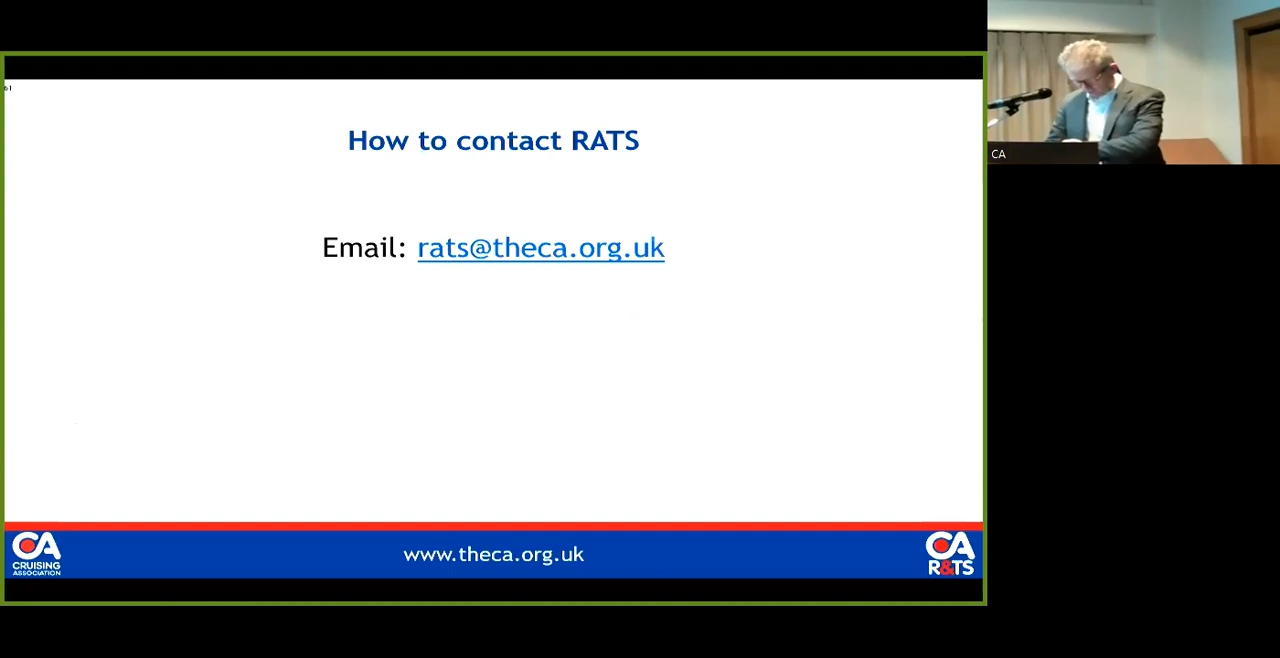 61
How to contact RATS
Email: rats@theca.org.uk
CA
CRUISING
ASSOCIATION
www.theca.org.uk
CA
R&TS
CA